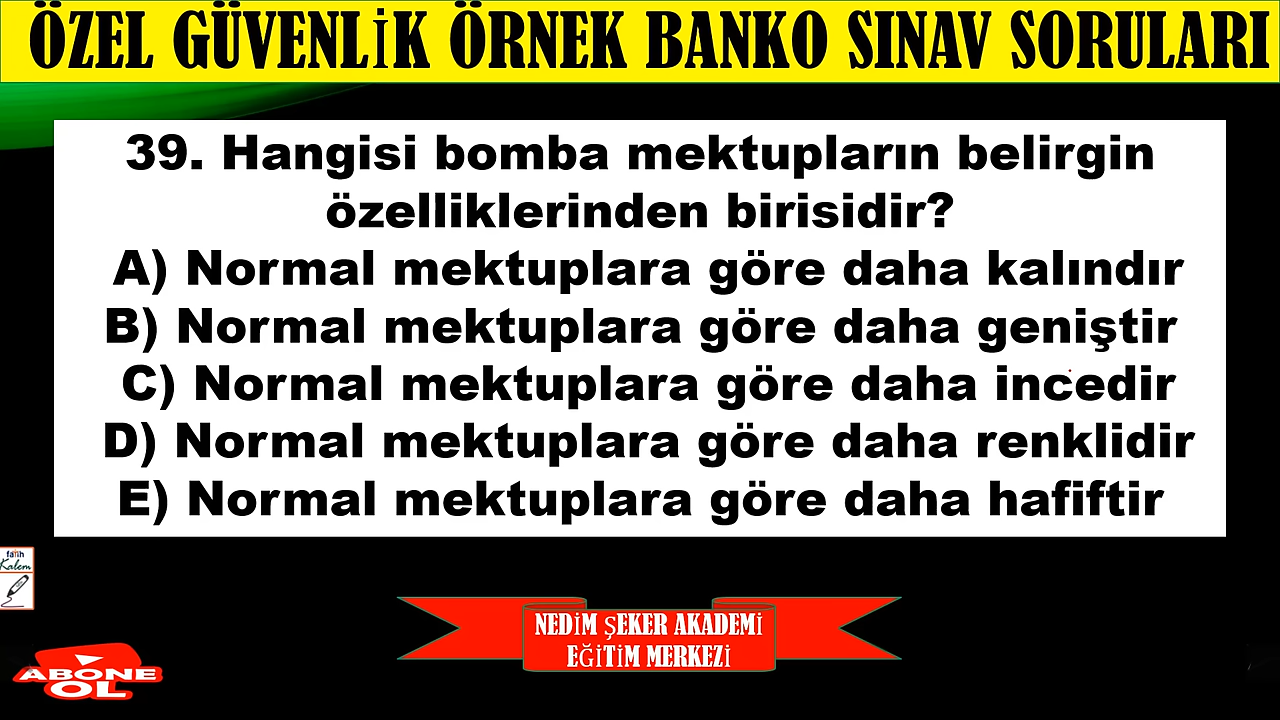 ÖZEL GÜVENLİK ÖRNEK BANKO SINAV SORULARI
39. Hangisi bomba mektupların belirgin
özelliklerinden birisidir?
A) Normal mektuplara göre daha kalındır
B) Normal mektuplara göre daha geniştir
C) Normal mektuplara göre daha incedir
D) Normal mektuplara göre daha renklidir
E) Normal mektuplara göre daha hafiftir
fatih
Kalem
NEDİM ŞEKER AKADEMİ
EĞİTİM MERKEZİ
ABONE
OL